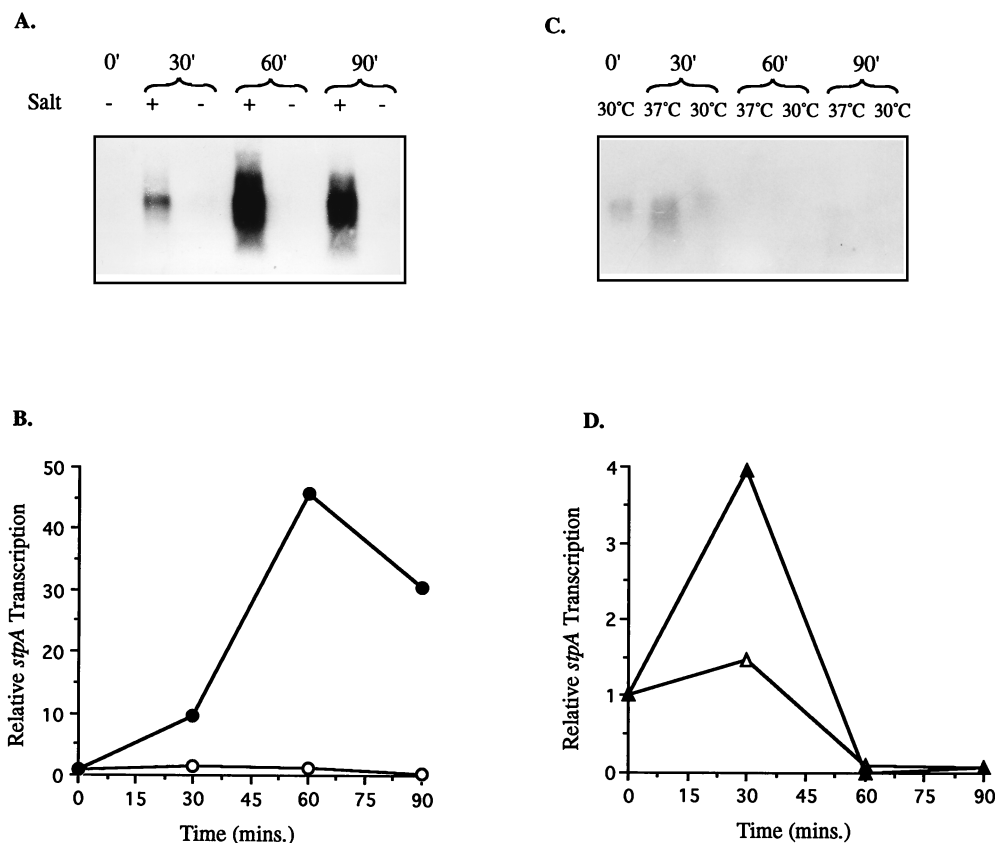 A.
0' 30' 60' 90'
Salt - + - + - + -
C.
0' 30' 60' 90'
30°C 37°C 30°C 37°C 30°C 37°C 30°C
B.
Relative stpA Transcription
50
40
30
20
10
0
0 15 30 45 60 75 90
Time (mins.)
D.
Relative stpA Transcription
4
3
2
1
0
0 15 30 45 60 75 90
Time (mins.)